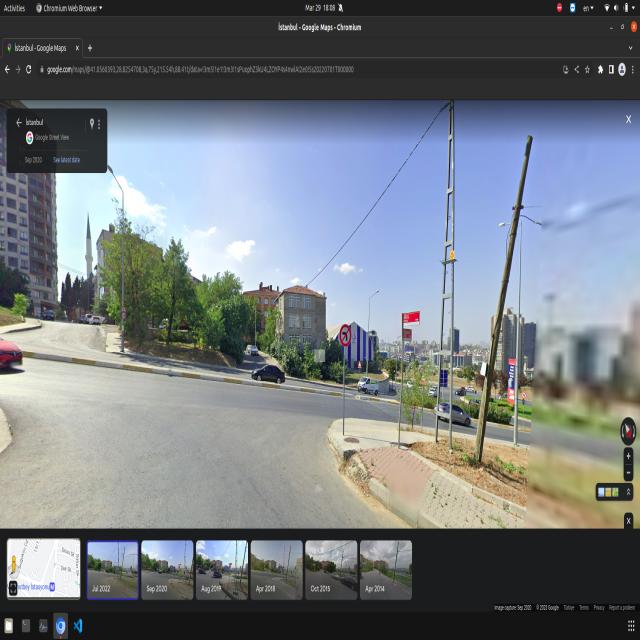 Activities
Chromium Web Browser
Mar 29 18:08
en
İstanbul - Google Maps - Chromium
İstanbul - Google Maps
İstanbul
Google Street View
Sep 2020
See latest date
Jul 2022
Sep 2020
Aug 2019
Apr 2018
Oct 2015
Apr 2014
Image capture: Sep 2020
© 2023 Google
Türkiye
Terms
Privacy
Report a problem